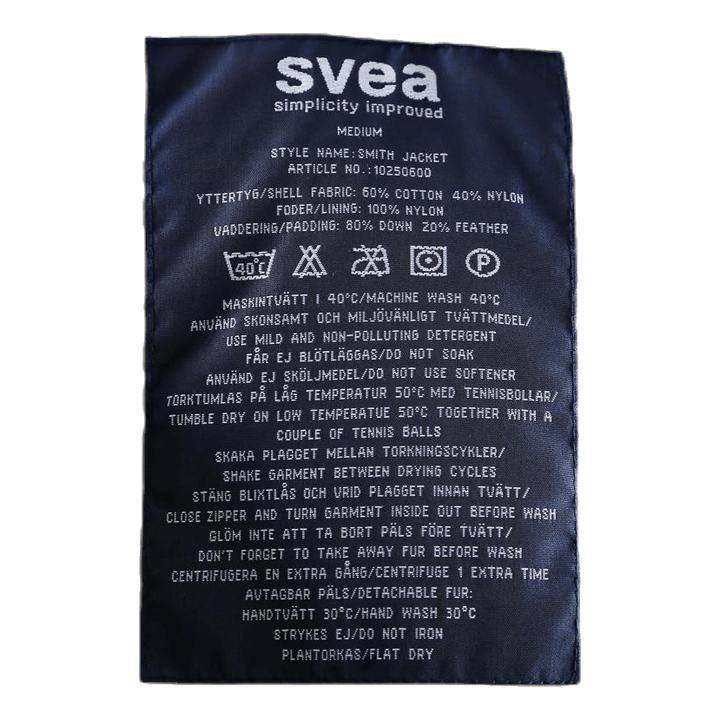 svea
simplicity improved
MEDIUM
STYLE NAME:SMITH JACKET
ARTICLE NO.:10250600
YTTERTYG/SHELL FABRIC: 60% COTTON 40% NYLON
FODER/LINING: 100% NYLON
VADDERING/PADDING: 80% DOWN 20% FEATHER
40°C P
MASKINTVÄTT I 40°C/MACHINE WASH 40°C
ANVÄND SKONSAMT OCH MILJÖVÄNLIGT TVÄTTMEDEL/
USE MILD AND NON-POLLUTING DETERGENT
FÅR EJ BLÖTLÄGGAS/DO NOT SOAK
ANVÄND EJ SKÖLJMEDEL/DO NOT USE SOFTENER
TORKTUMLAS PÅ LÅG TEMPERATUR 50°C MED TENNISBOLLAR/
TUMBLE DRY ON LOW TEMPERATUE 50°C TOGETHER WITH A
COUPLE OF TENNIS BALLS
SKAKA PLAGGET MELLAN TORKNINGSCYKLER/
SHAKE GARMENT BETWEEN DRYING CYCLES
STÄNG BLIXTLÅS OCH VRID PLAGGET INNAN TVÄTT/
CLOSE ZIPPER AND TURN GARMENT INSIDE OUT BEFORE WASH
GLÖM INTE ATT TA BORT PÄLS FÖRE TVÄTT/
DON'T FORGET TO TAKE AWAY FUR BEFORE WASH
CENTRIFUGERA EN EXTRA GÅNG/CENTRIFUGE 1 EXTRA TIME
AVTAGBAR PÄLS/DETACHABLE FUR:
HANDTVÄTT 30°C/HAND WASH 30°C
STRYKES EJ/DO NOT IRON
PLANTORKAS/FLAT DRY